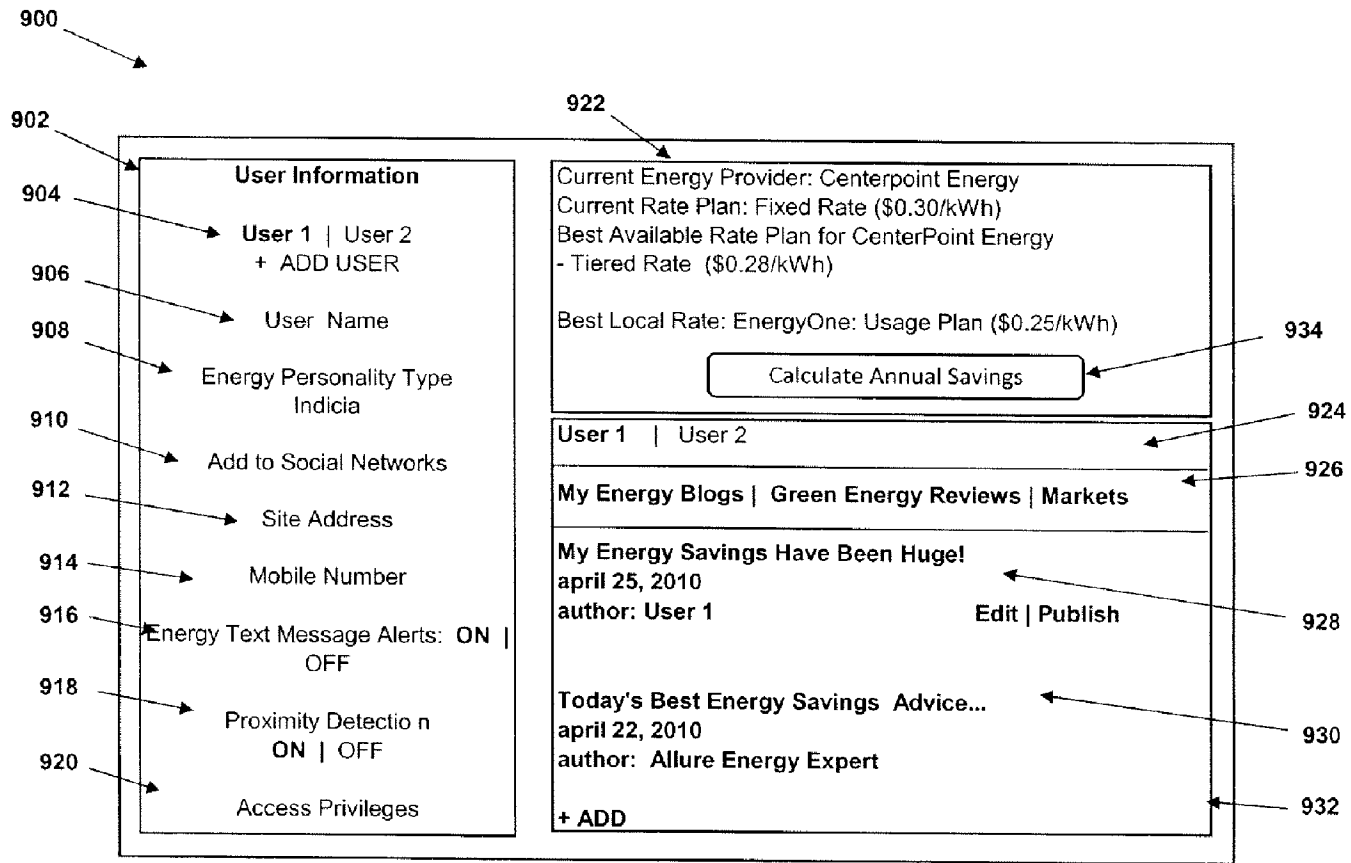 900
902
904
906
908
910
912
914
916
918
920
User Information
User 1 | User 2
+ ADD USER
User Name
Energy Personality Type
Indicia
Add to Social Networks
Site Address
Mobile Number
Energy Text Message Alerts: ON |
OFF
Proximity Detectio n
ON | OFF
Access Privileges
922
Current Energy Provider: Centerpoint Energy
Current Rate Plan: Fixed Rate ($0.30/kWh)
Best Available Rate Plan for CenterPoint Energy
- Tiered Rate ($0.28/kWh)
Best Local Rate: EnergyOne: Usage Plan ($0.25/kWh)
Calculate Annual Savings
User 1 | User 2
My Energy Blogs | Green Energy Reviews | Markets
My Energy Savings Have Been Huge!
april 25, 2010
author: User 1 Edit | Publish
Today's Best Energy Savings Advice...
april 22, 2010
author: Allure Energy Expert
+ ADD
934
924
926
928
930
932